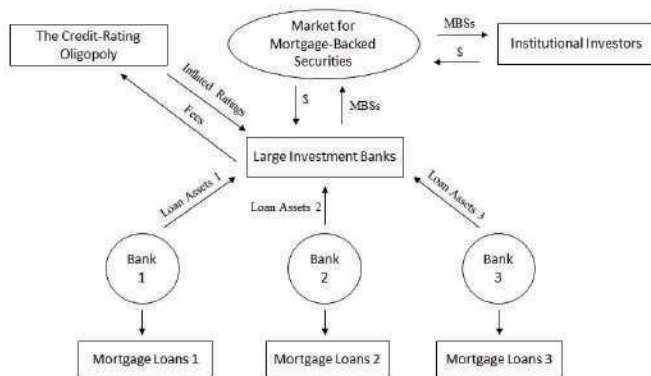 The Credit-Rating
Oligopoly
Market for
Mortgage-Backed
Securities
MBSs
$
Institutional Investors
Inflated Ratings
Fees
$
MBSs
Large Investment Banks
Loan Assets 1
Loan Assets 2
Loan Assets 3
Bank
1
Bank
2
Bank
3
Mortgage Loans 1
Mortgage Loans 2
Mortgage Loans 3